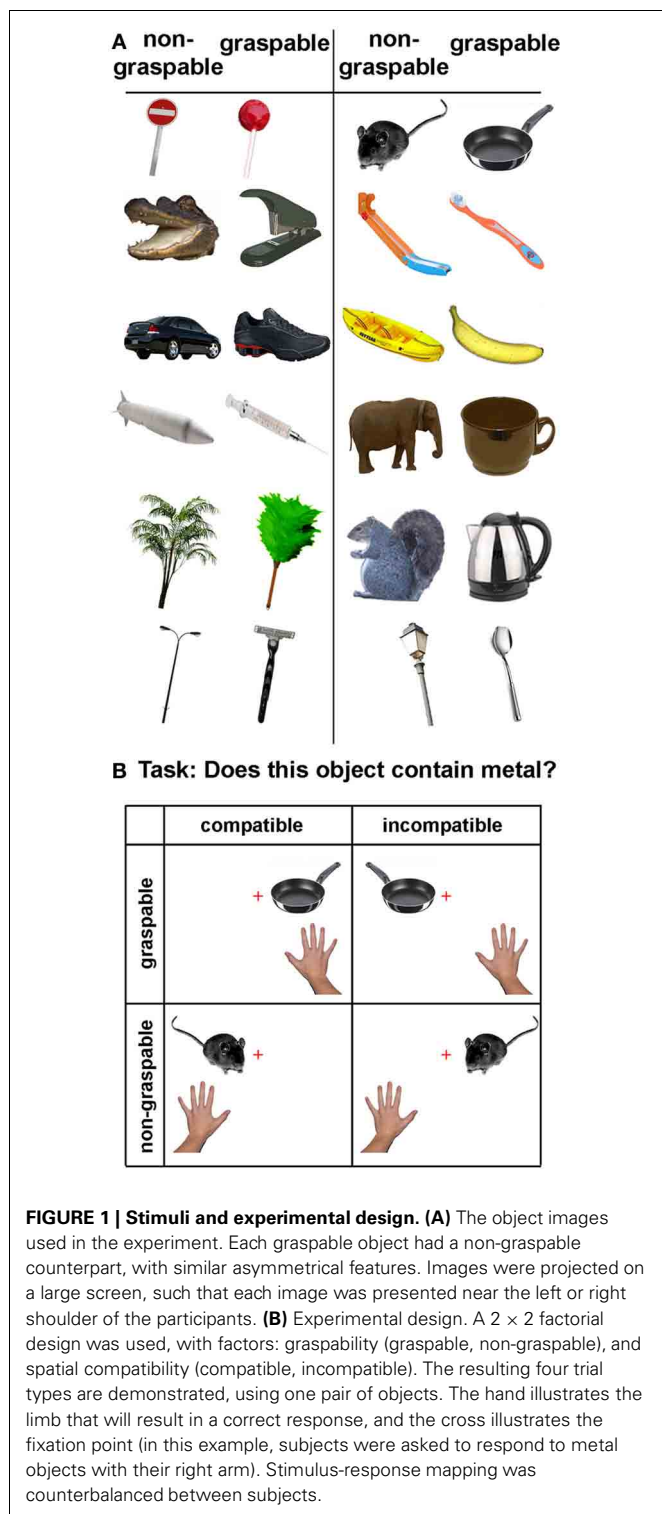 A non-graspable graspable non-graspable graspable
B Task: Does this object contain metal?
compatible incompatible
graspable
+ +
non-graspable
+ +
FIGURE 1 | Stimuli and experimental design. (A) The object images
used in the experiment. Each graspable object had a non-graspable
counterpart, with similar asymmetrical features. Images were projected on
a large screen, such that each image was presented near the left or right
shoulder of the participants. (B) Experimental design. A 2 × 2 factorial
design was used, with factors: graspability (graspable, non-graspable), and
spatial compatibility (compatible, incompatible). The resulting four trial
types are demonstrated, using one pair of objects. The hand illustrates the
limb that will result in a correct response, and the cross illustrates the
fixation point (in this example, subjects were asked to respond to metal
objects with their right arm). Stimulus-response mapping was
counterbalanced between subjects.